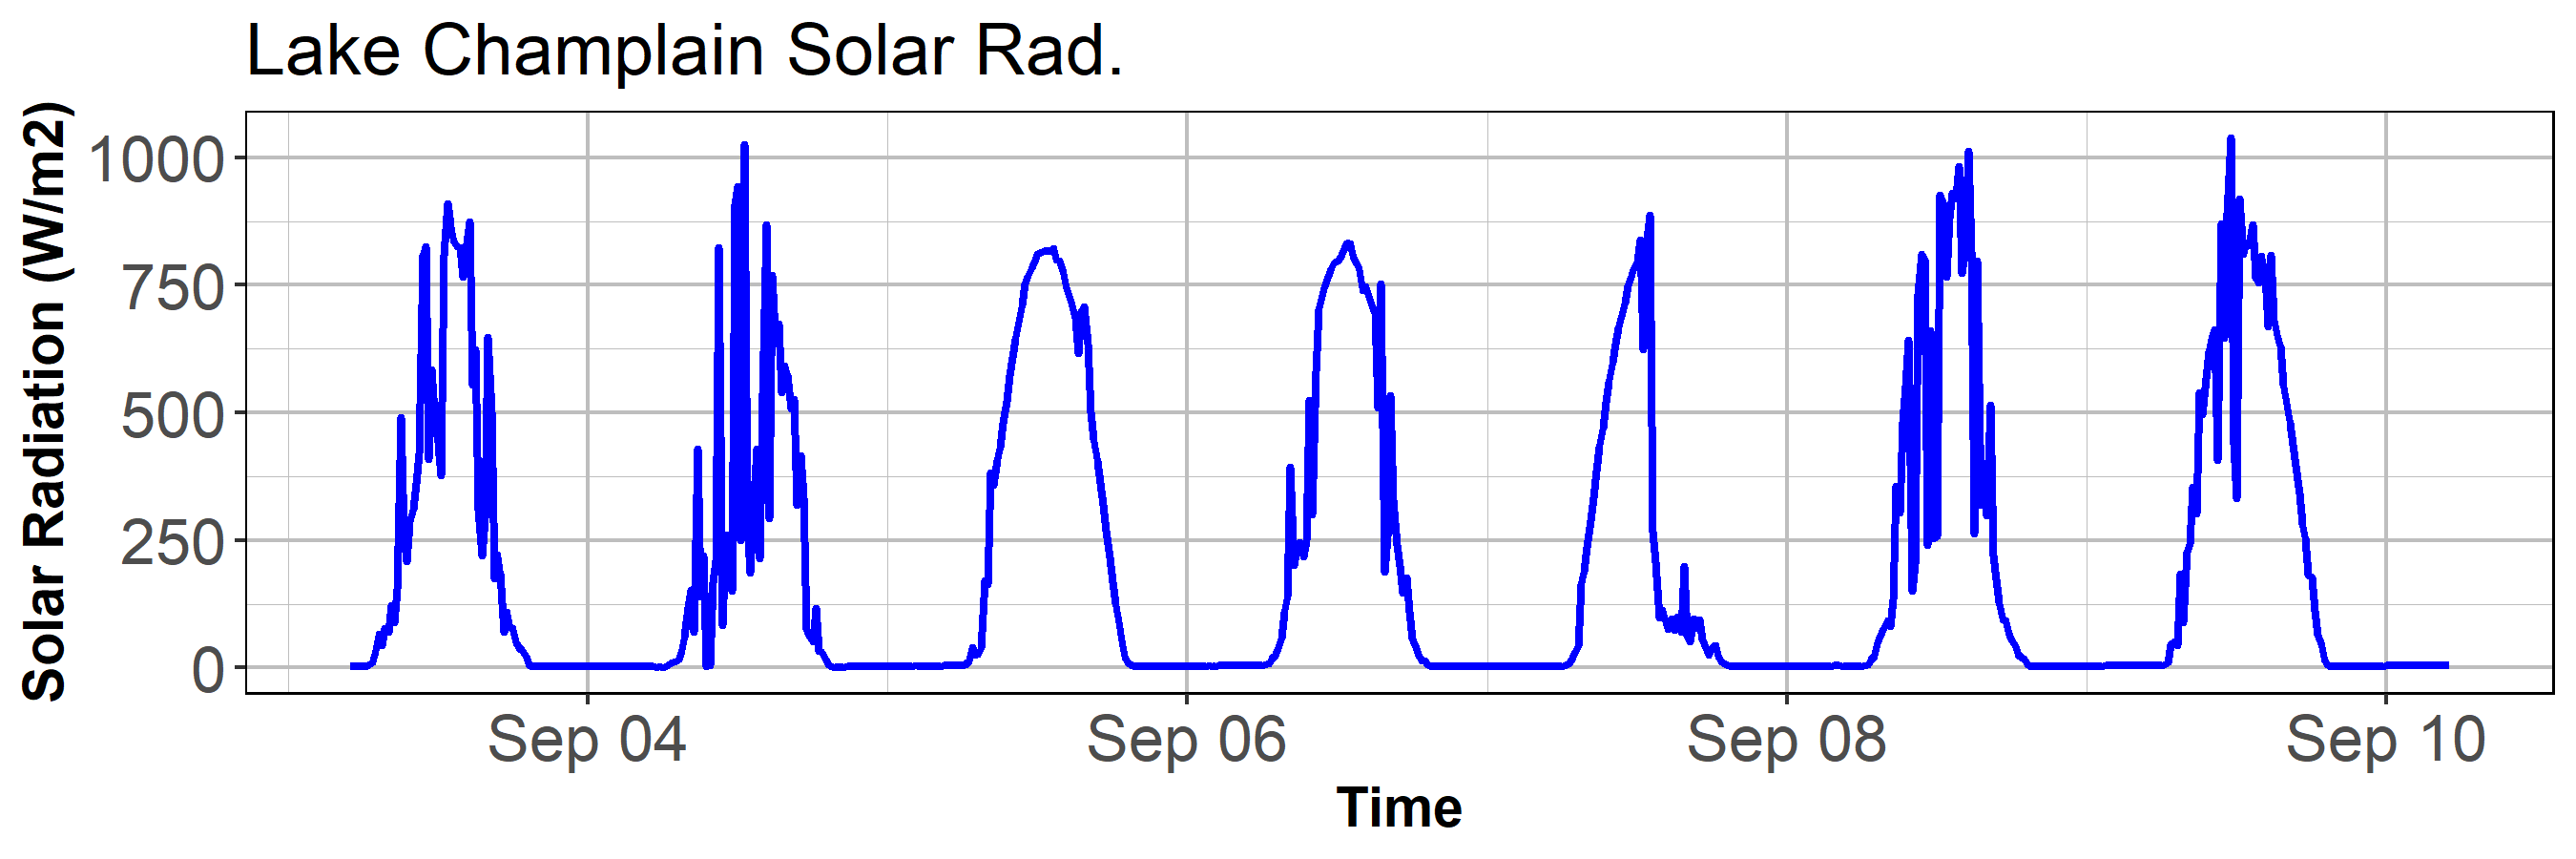 Lake Champlain Solar Rad.
Solar Radiation (W/m2)
1000
750
500
250
0
Sep 04 Sep 06 Sep 08 Sep 10
Time